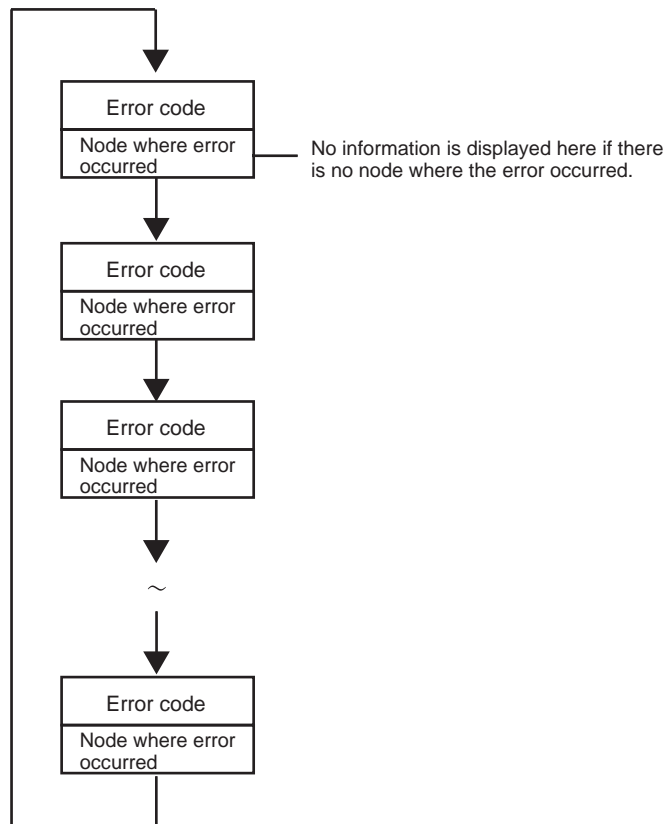 Error code
Node where error
occurred
No information is displayed here if there
is no node where the error occurred.
Error code
Node where error
occurred
Error code
Node where error
occurred
~
Error code
Node where error
occurred